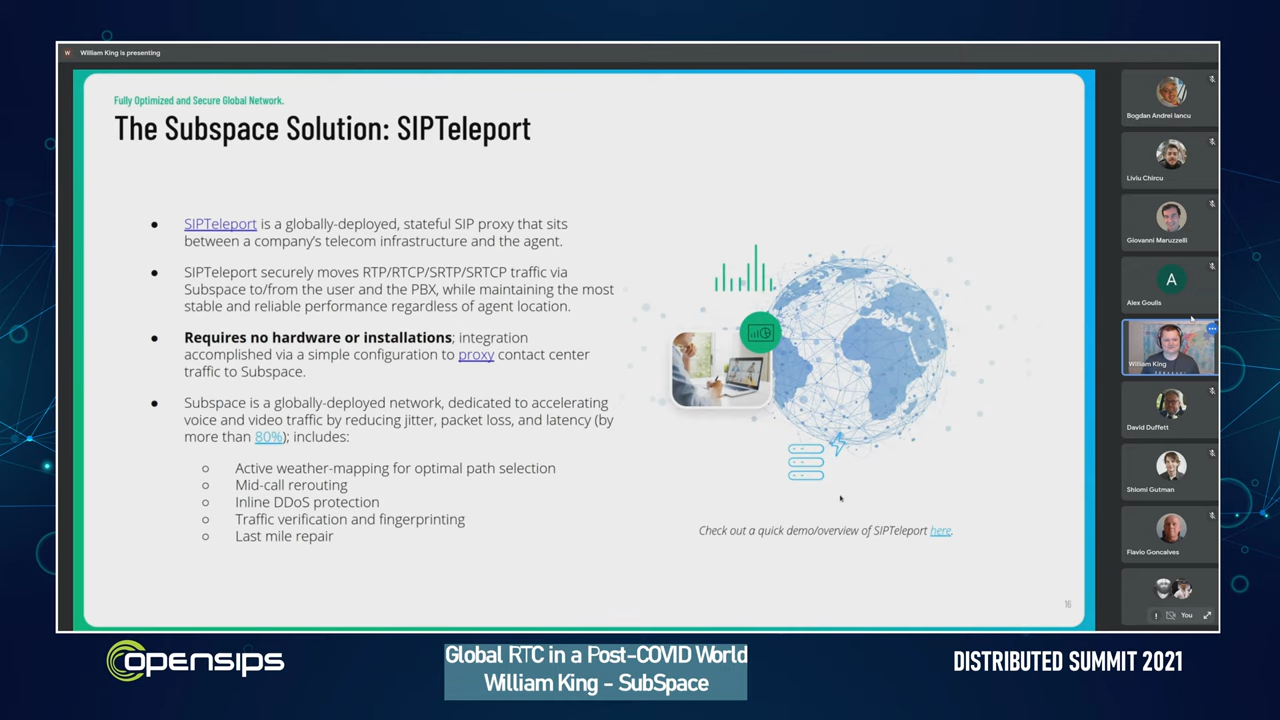 W William King is presenting
Fully Optimized and Secure Global Network.
The Subspace Solution: SIPTeleport
● SIPTeleport is a globally-deployed, stateful SIP proxy that sits
between a company's telecom infrastructure and the agent.
● SIPTeleport securely moves RTP/RTCP/SRTP/SRTCP traffic via
Subspace to/from the user and the PBX, while maintaining the most
stable and reliable performance regardless of agent location.
● Requires no hardware or installations; integration
accomplished via a simple configuration to proxy contact center
traffic to Subspace.
● Subspace is a globally-deployed network, dedicated to accelerating
voice and video traffic by reducing jitter, packet loss, and latency (by
more than 80%); includes:
○ Active weather-mapping for optimal path selection
○ Mid-call rerouting
○ Inline DDoS protection
○ Traffic verification and fingerprinting
○ Last mile repair
Check out a quick demo/overview of SIPTeleport here.
16
Bogdan Andrei Iancu
Liviu Chircu
Giovanni Maruzzelli
A
Alex Goulis
William King
David Duffett
Shlomi Gutman
Flavio Goncalves
You
opensips
Global RTC in a Post-COVID World
William King - SubSpace
DISTRIBUTED SUMMIT 2021